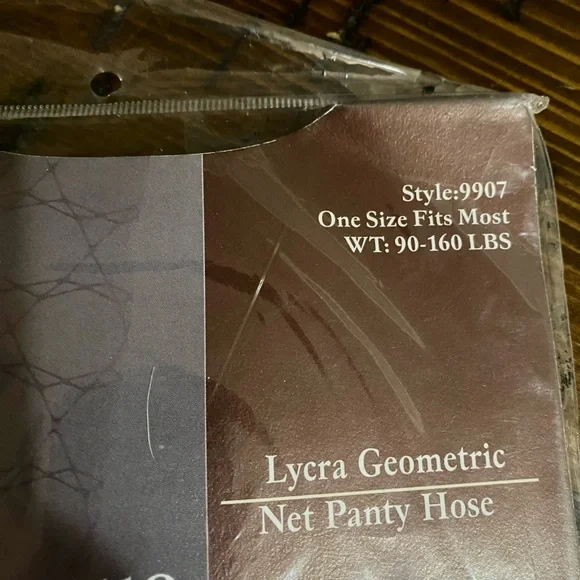 Style:9907
One Size Fits Most
WT: 90-160 LBS
Lycra Geometric
Net Panty Hose